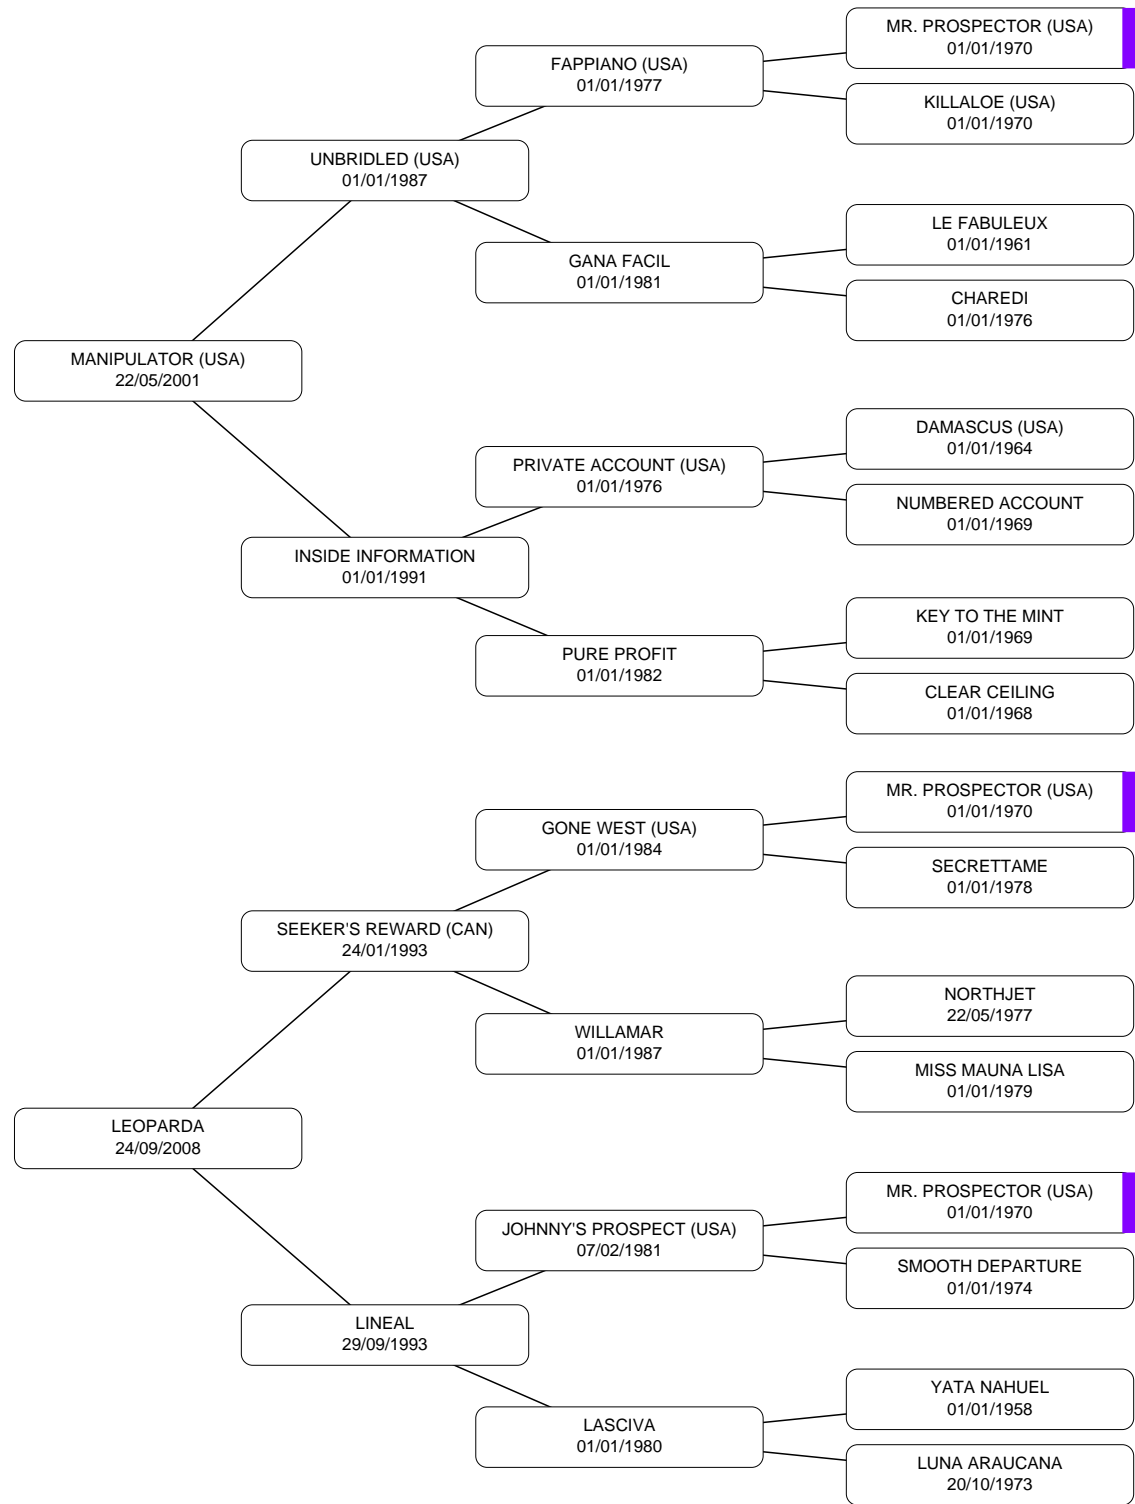 MR. PROSPECTOR (USA)
01/01/1970
FAPPIANO (USA)
01/01/1977
KILLALOE (USA)
01/01/1970
UNBRIDLED (USA)
01/01/1987
LE FABULEUX
01/01/1961
GANA FACIL
01/01/1981
CHAREDI
01/01/1976
MANIPULATOR (USA)
22/05/2001
DAMASCUS (USA)
01/01/1964
PRIVATE ACCOUNT (USA)
01/01/1976
NUMBERED ACCOUNT
01/01/1969
INSIDE INFORMATION
01/01/1991
KEY TO THE MINT
01/01/1969
PURE PROFIT
01/01/1982
CLEAR CEILING
01/01/1968
MR. PROSPECTOR (USA)
01/01/1970
GONE WEST (USA)
01/01/1984
SECRETTAME
01/01/1978
SEEKER'S REWARD (CAN)
24/01/1993
NORTHJET
22/05/1977
WILLAMAR
01/01/1987
MISS MAUNA LISA
01/01/1979
LEOPARDA
24/09/2008
MR. PROSPECTOR (USA)
01/01/1970
JOHNNY'S PROSPECT (USA)
07/02/1981
SMOOTH DEPARTURE
01/01/1974
LINEAL
29/09/1993
YATA NAHUEL
01/01/1958
LASCIVA
01/01/1980
LUNA ARAUCANA
20/10/1973